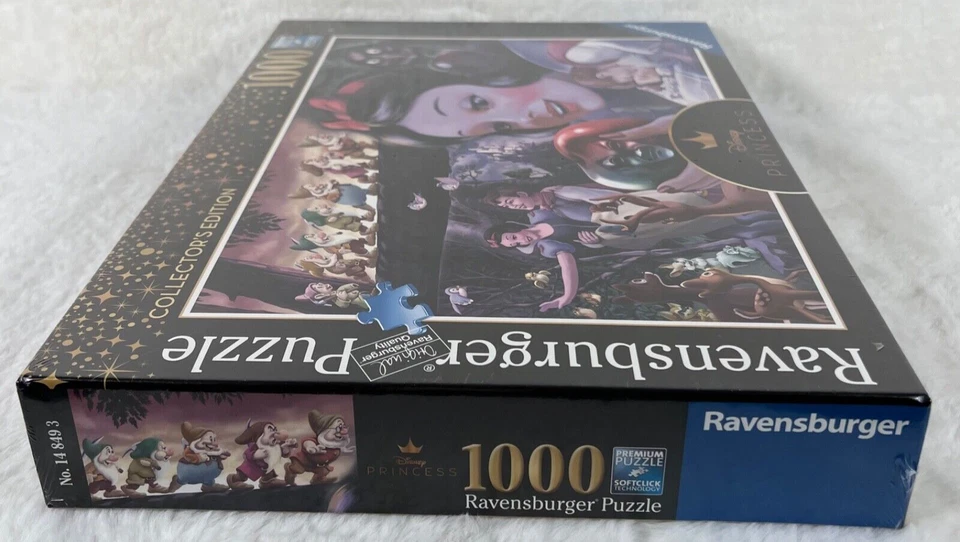 1000
Ravensburger
Disney
PRINCESS
COLLECTOR'S EDITION
Ravensburger® Puzzle
Original
Ravensburger
Quality
No. 14 849 3
Disney
PRINCESS
1000
PREMIUM
PUZZLE
SOFTCLICK
TECHNOLOGY
Ravensburger® Puzzle
Ravensburger